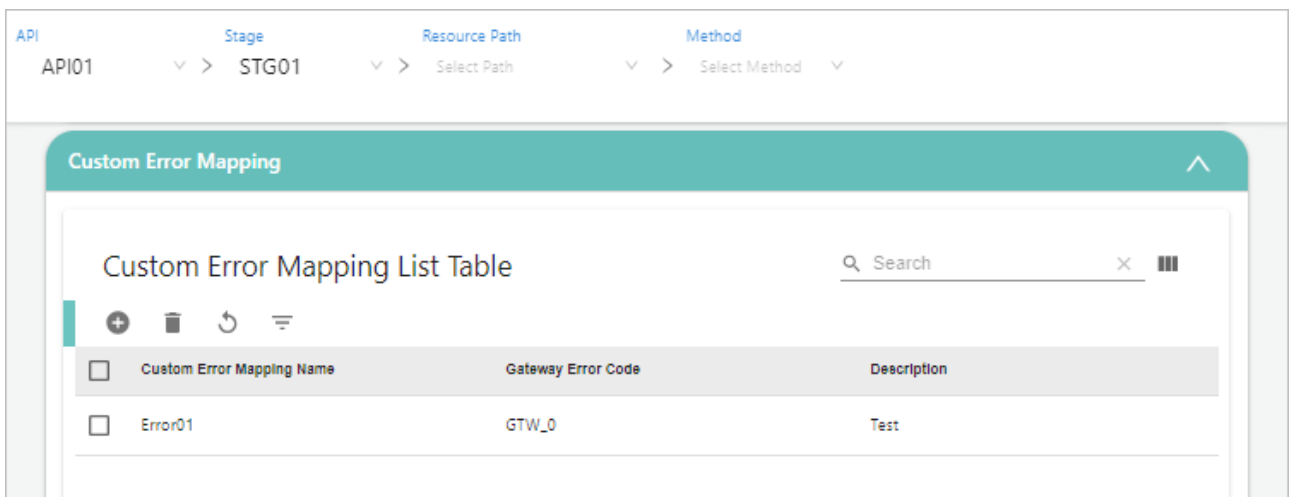 API Stage Resource Path Method
API01 > STG01 > Select Path > Select Method
Custom Error Mapping
Custom Error Mapping List Table Search
Custom Error Mapping Name Gateway Error Code Description
Error01 GTW_0 Test